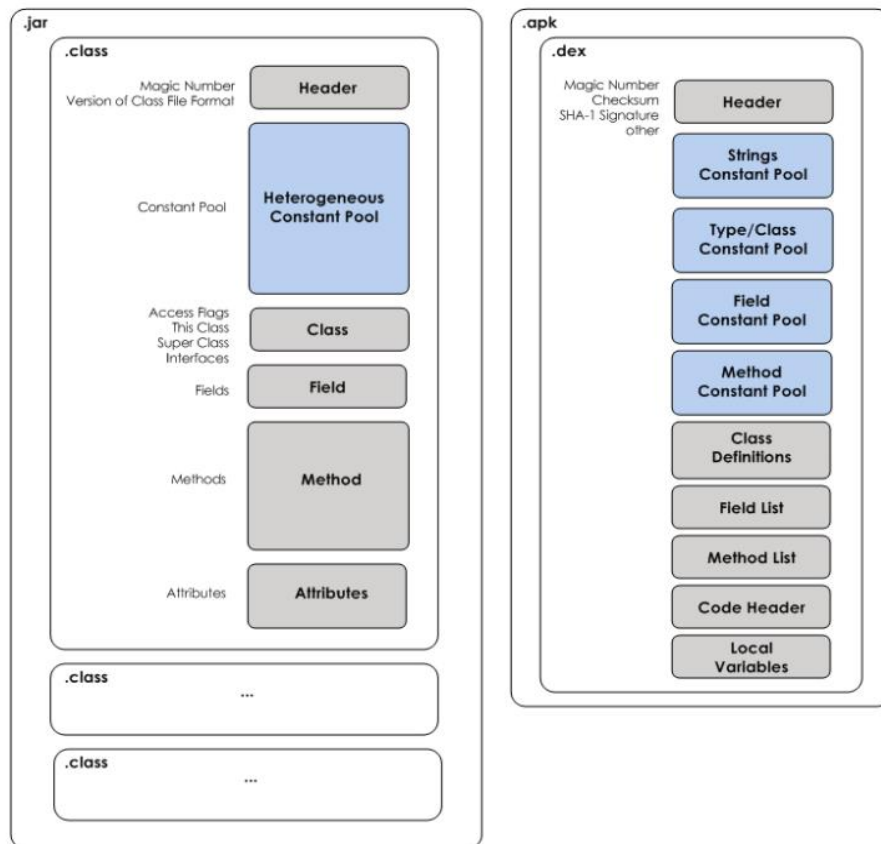 .jar
.class
Magic Number
Version of Class File Format
Header
Constant Pool
Heterogeneous
Constant Pool
Access Flags
This Class
Super Class
Interfaces
Class
Fields
Field
Methods
Method
Attributes
Attributes
.class
...
.class
...
.apk
.dex
Magic Number
Checksum
SHA-1 Signature
other
Header
Strings
Constant Pool
Type/Class
Constant Pool
Field
Constant Pool
Method
Constant Pool
Class
Definitions
Field List
Method List
Code Header
Local
Variables